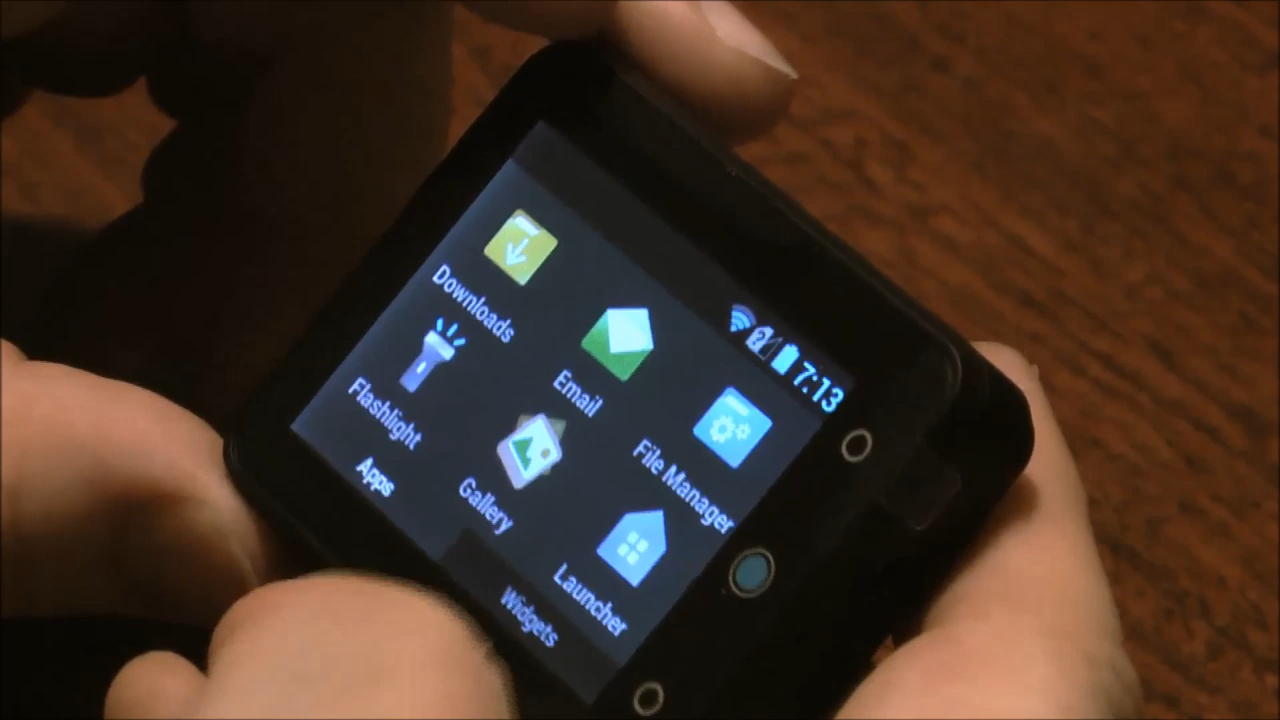 7:13
Downloads
Email
File Manager
Flashlight
Gallery
Launcher
Apps
Widgets